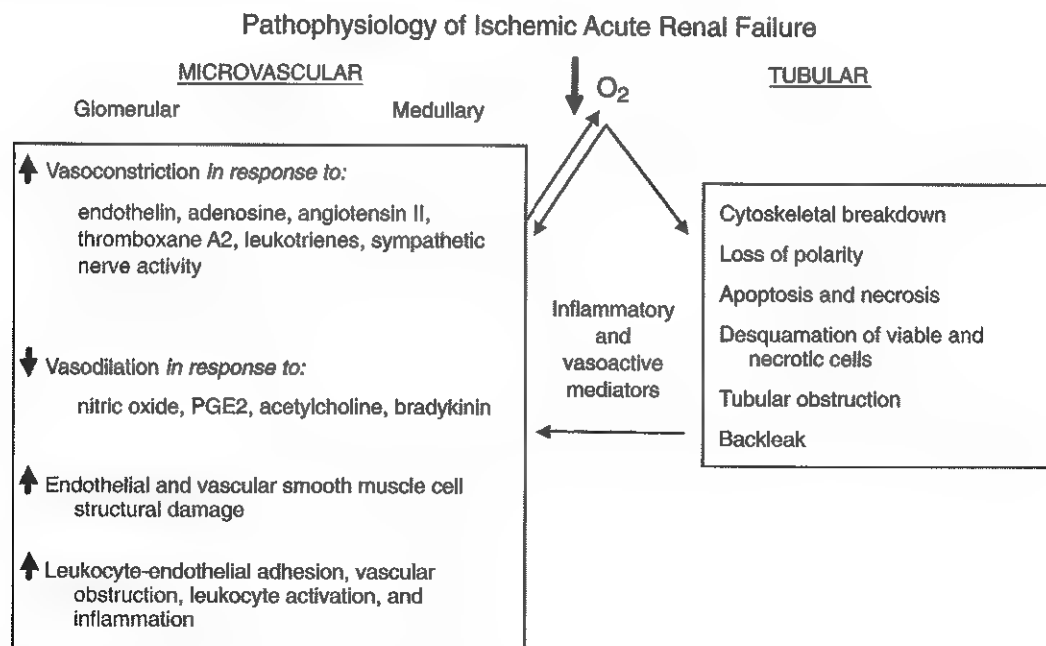 Pathophysiology of Ischemic Acute Renal Failure
MICROVASCULAR
Glomerular
Medullary
O2
TUBULAR
Vasoconstriction in response to:
endothelin, adenosine, angiotensin II,
thromboxane A2, leukotrienes, sympathetic
nerve activity
Vasodilation in response to:
nitric oxide, PGE2, acetylcholine, bradykinin
Endothelial and vascular smooth muscle cell
structural damage
Leukocyte-endothelial adhesion, vascular
obstruction, leukocyte activation, and
inflammation
Inflammatory
and
vasoactive
mediators
Cytoskeletal breakdown
Loss of polarity
Apoptosis and necrosis
Desquamation of viable and
necrotic cells
Tubular obstruction
Backleak